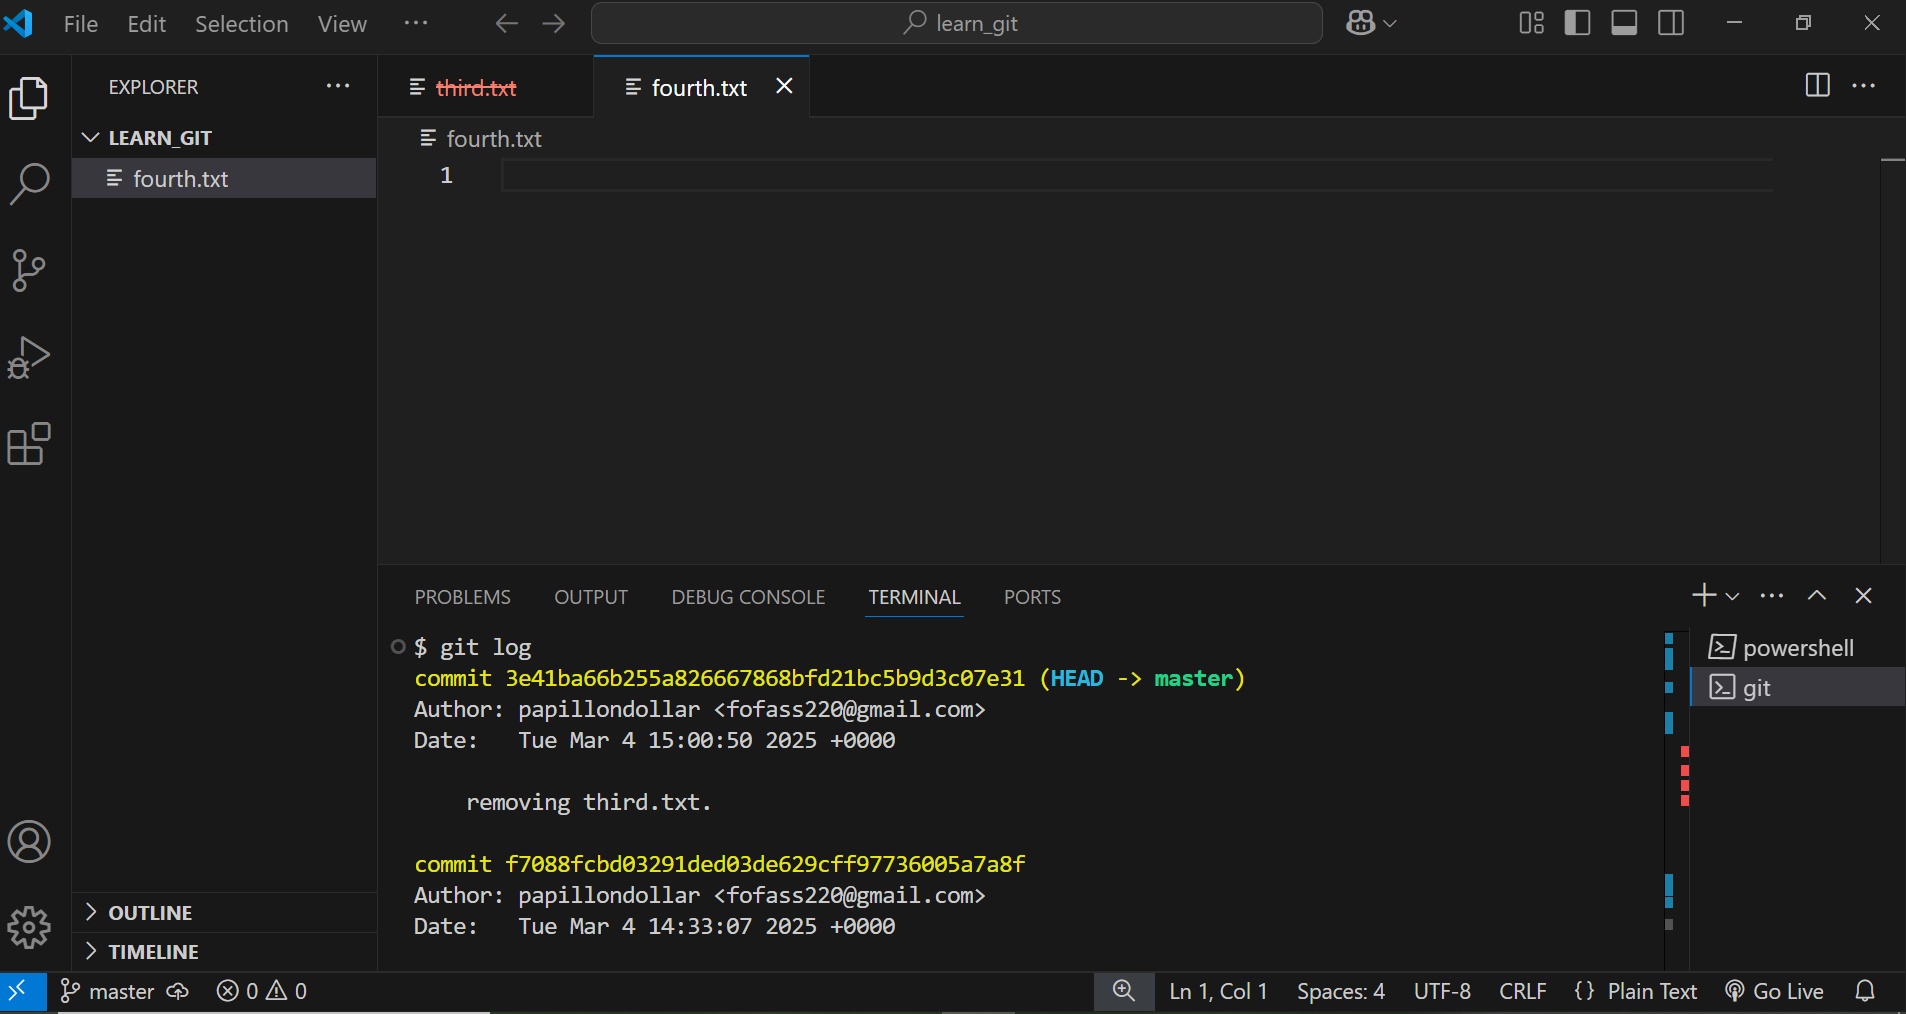 File Edit Selection View ··· learn_git
EXPLORER ···
third.txt fourth.txt
LEARN_GIT
fourth.txt
fourth.txt
1
PROBLEMS OUTPUT DEBUG CONSOLE TERMINAL PORTS
$ git log
commit 3e41ba66b255a826667868bfd21bc5b9d3c07e31 (HEAD -> master)
Author: papillondollar <fofass220@gmail.com>
Date: Tue Mar 4 15:00:50 2025 +0000
removing third.txt.
commit f7088fcbd03291ded03de629cff97736005a7a8f
Author: papillondollar <fofass220@gmail.com>
Date: Tue Mar 4 14:33:07 2025 +0000
powershell
git
OUTLINE
TIMELINE
master 0 0 Ln 1, Col 1 Spaces: 4 UTF-8 CRLF {} Plain Text Go Live